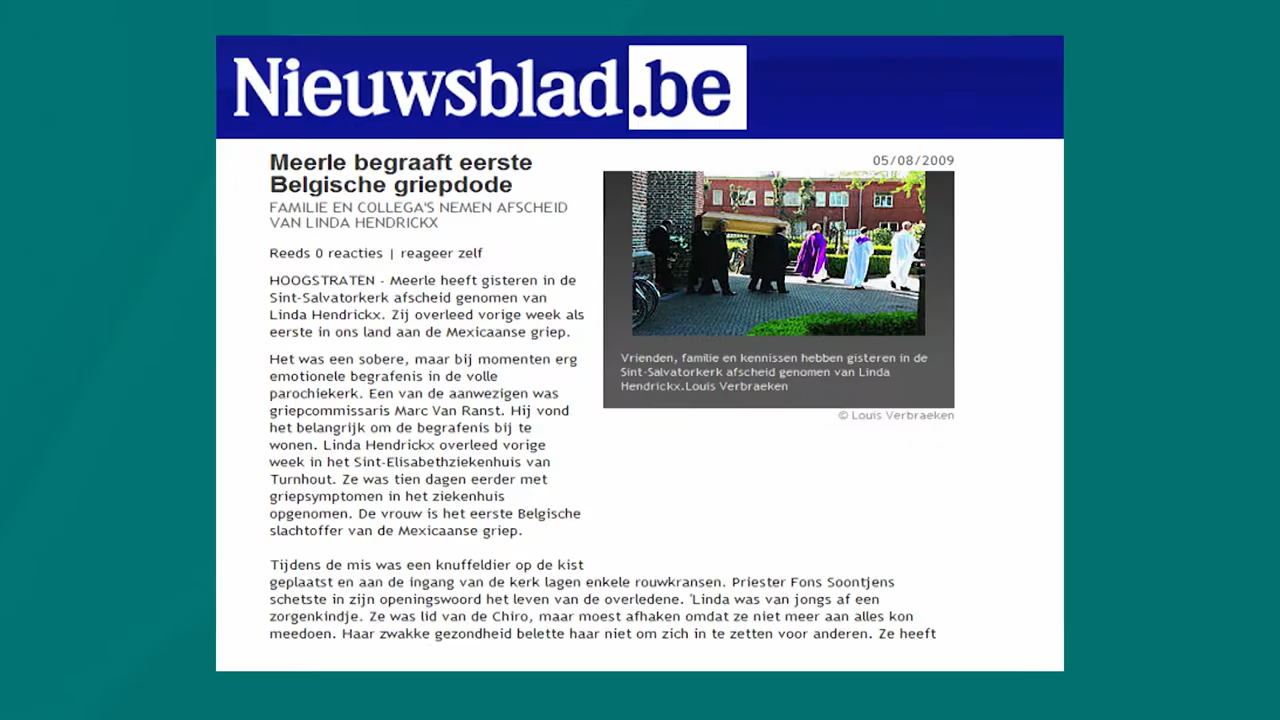 Nieuwsblad.be
Meerle begraaft eerste
Belgische griepdode
FAMILIE EN COLLEGA'S NEMEN AFSCHEID
VAN LINDA HENDRICKX
Reeds 0 reacties | reageer zelf
HOOGSTRATEN - Meerle heeft gisteren in de
Sint-Salvatorkerk afscheid genomen van
Linda Hendrickx. Zij overleed vorige week als
eerste in ons land aan de Mexicaanse griep.
Het was een sobere, maar bij momenten erg
emotionele begrafenis in de volle
parochiekerk. Een van de aanwezigen was
griepcommissaris Marc Van Ranst. Hij vond
het belangrijk om de begrafenis bij te
wonen. Linda Hendrickx overleed vorige
week in het Sint-Elisabethziekenhuis van
Turnhout. Ze was tien dagen eerder met
griepsymptomen in het ziekenhuis
opgenomen. De vrouw is het eerste Belgische
slachtoffer van de Mexicaanse griep.
Tijdens de mis was een knuffeldier op de kist
geplaatst en aan de ingang van de kerk lagen enkele rouwkransen. Priester Fons Soontjens
schetste in zijn openingswoord het leven van de overledene. 'Linda was van jongs af een
zorgenkindje. Ze was lid van de Chiro, maar moest afhaken omdat ze niet meer aan alles kon
meedoen. Haar zwakke gezondheid belette haar niet om zich in te zetten voor anderen. Ze heeft
05/08/2009
Vrienden, familie en kennissen hebben gisteren in de
Sint-Salvatorkerk afscheid genomen van Linda
Hendrickx.Louis Verbraeken
© Louis Verbraeken